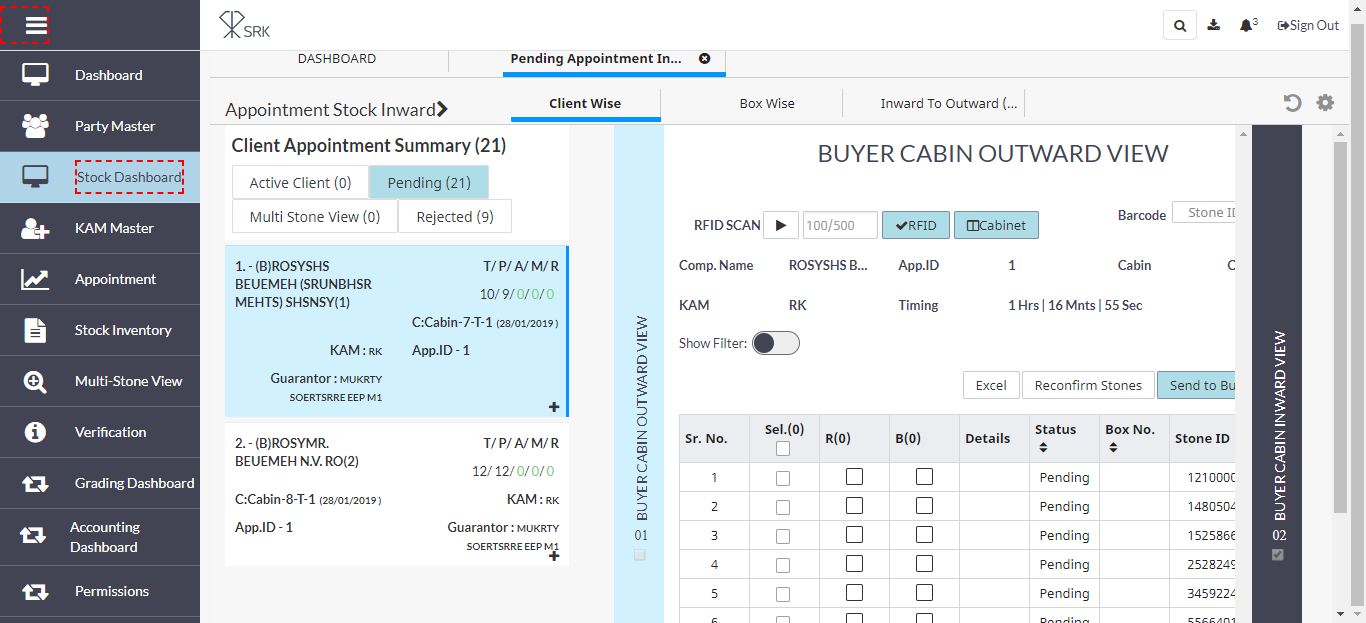 SRK
3
Sign Out
Dashboard
Party Master
Stock Dashboard
KAM Master
Appointment
Stock Inventory
Multi-Stone View
Verification
Grading Dashboard
Accounting
Dashboard
Permissions
DASHBOARD
Pending Appointment In...
Appointment Stock Inward
Client Wise
Box Wise
Inward To Outward (...
Client Appointment Summary (21)
Active Client (0)
Pending (21)
Multi Stone View (0)
Rejected (9)
1. - (B)ROSYSHS
BEUEMEH (SRUNBHSR
MEHTS) SHSNSY(1)
T/ P/ A/ M/ R
10/ 9/ 0/ 0/ 0
C:Cabin-7-T-1 (28/01/2019 )
KAM : RK
App.ID - 1
Guarantor : MUKRTY
SOERTSRRE EEP M1
2. - (B)ROSYMR.
BEUEMEH N.V. RO(2)
T/ P/ A/ M/ R
12/ 12/ 0/ 0/ 0
C:Cabin-8-T-1 (28/01/2019 )
KAM : RK
App.ID - 1
Guarantor : MUKRTY
SOERTSRRE EEP M1
BUYER CABIN OUTWARD VIEW
01
BUYER CABIN OUTWARD VIEW
RFID SCAN
100/500
RFID
Cabinet
Barcode
Stone ID
Comp. Name
ROSYSHS B...
App.ID
1
Cabin
KAM
RK
Timing
1 Hrs | 16 Mnts | 55 Sec
Show Filter:
Excel
Reconfirm Stones
Send to Bu
Sr. No. Sel.(0) R(0) B(0) Details Status Box No. Stone ID
1 Pending 1210000
2 Pending 1480504
3 Pending 1525866
4 Pending 2528249
5 Pending 3459224
BUYER CABIN INWARD VIEW
02